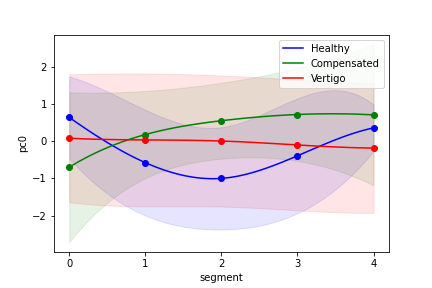 Healthy
Compensated
Vertigo
2
1
0
−1
−2
pc0
0 1 2 3 4
segment